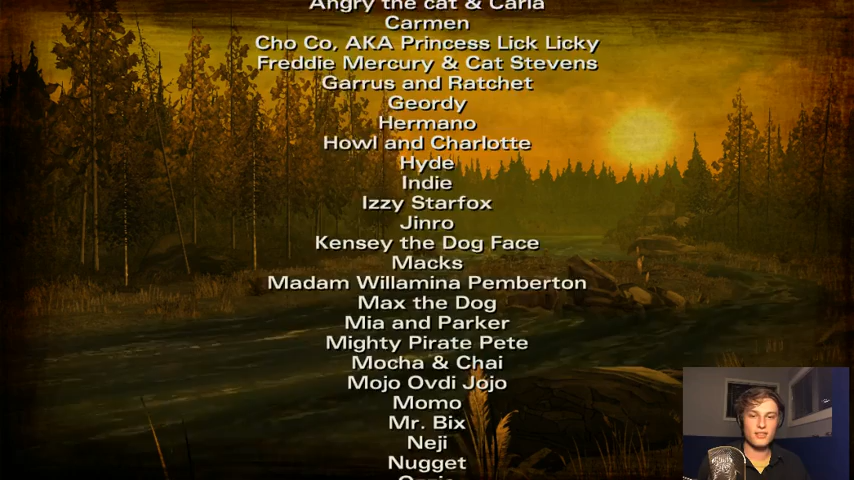 Angry the cat & Carla
Carmen
Cho Co, AKA Princess Lick Licky
Freddie Mercury & Cat Stevens
Garrus and Ratchet
Geordy
Hermano
Howl and Charlotte
Hyde
Indie
Izzy Starfox
Jinro
Kensey the Dog Face
Macks
Madam Willamina Pemberton
Max the Dog
Mia and Parker
Mighty Pirate Pete
Mocha & Chai
Mojo Ovdi Jojo
Momo
Mr. Bix
Neji
Nugget